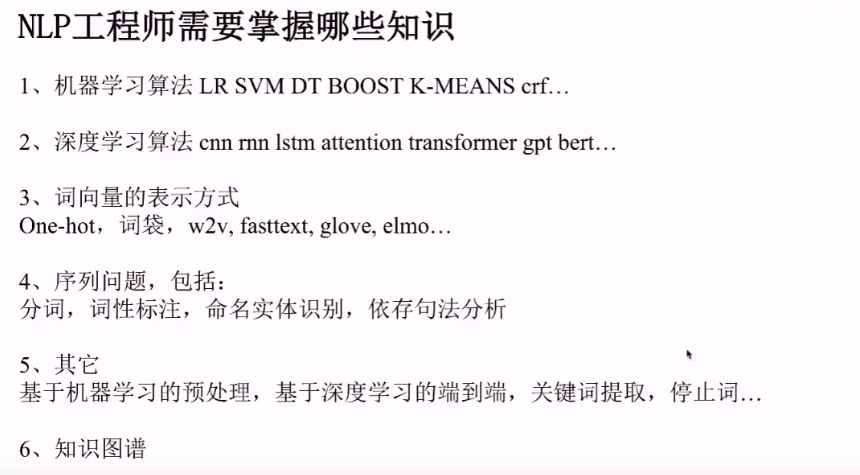 NLP工程师需要掌握哪些知识
1、机器学习算法 LR SVM DT BOOST K-MEANS crf…
2、深度学习算法 cnn rnn lstm attention transformer gpt bert…
3、词向量的表示方式
One-hot，词袋，w2v, fasttext, glove, elmo…
4、序列问题，包括：
分词，词性标注，命名实体识别，依存句法分析
5、其它
基于机器学习的预处理，基于深度学习的端到端，关键词提取，停止词…
6、知识图谱